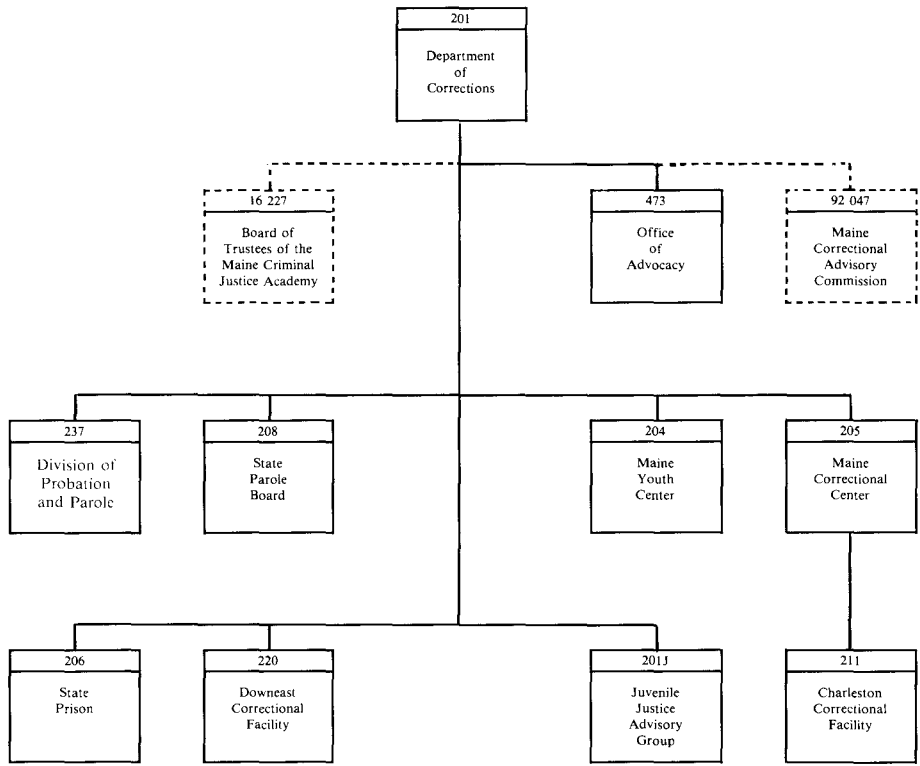 201
Department
of
Corrections
16 227
Board of
Trustees of the
Maine Criminal
Justice Academy
473
Office
of
Advocacy
92 047
Maine
Correctional
Advisory
Commission
237
Division of
Probation
and Parole
208
State
Parole
Board
204
Maine
Youth
Center
205
Maine
Correctional
Center
206
State
Prison
220
Downeast
Correctional
Facility
201J
Juvenile
Justice
Advisory
Group
211
Charleston
Correctional
Facility